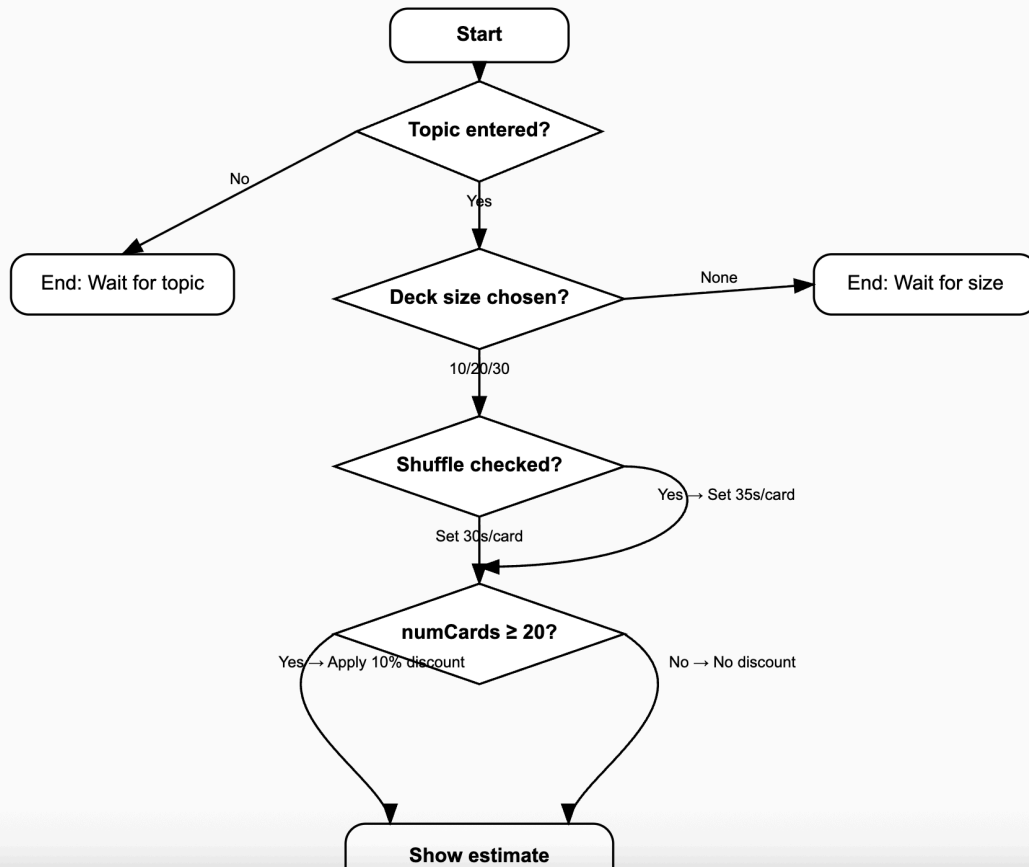 Start
Topic entered?
No
Yes
End: Wait for topic
Deck size chosen?
None
End: Wait for size
10/20/30
Shuffle checked?
Yes → Set 35s/card
Set 30s/card
numCards ≥ 20?
Yes → Apply 10% discount
No → No discount
Show estimate